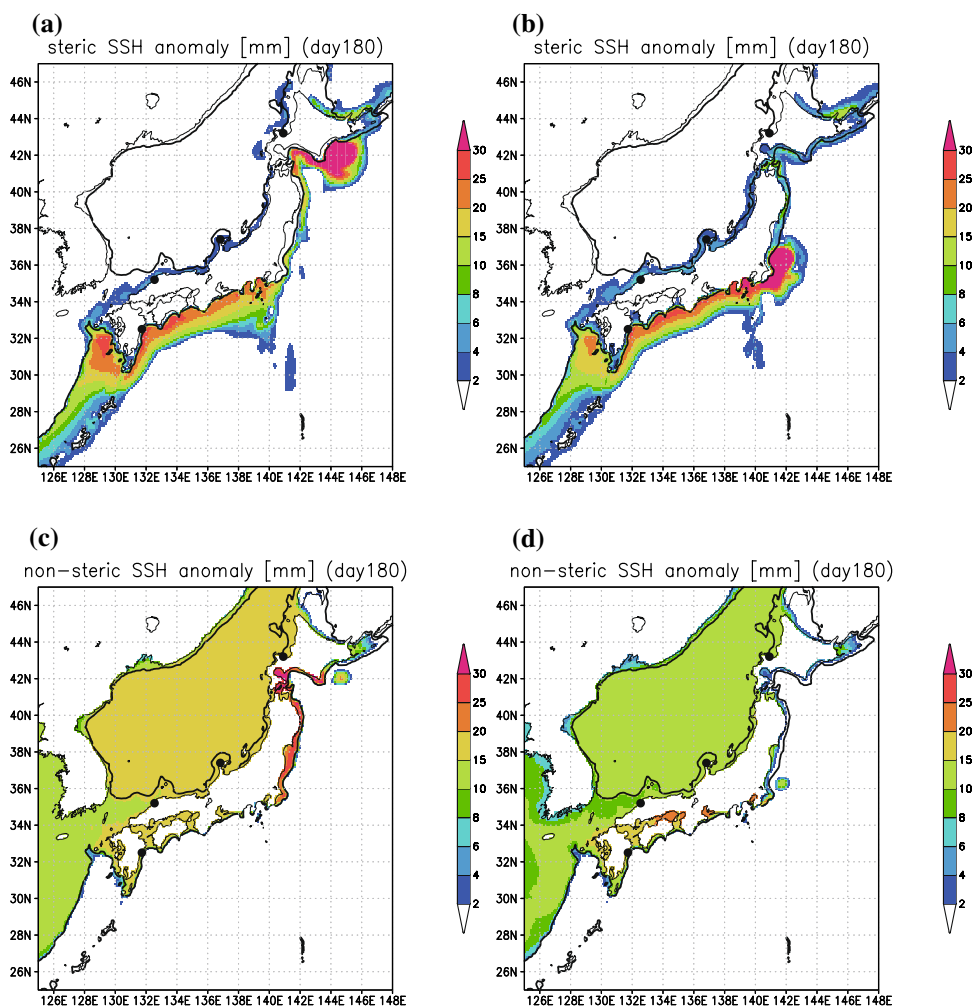 (a)
steric SSH anomaly [mm] (day180)
46N
44N
42N
40N
38N
36N
34N
32N
30N
28N
26N
126E 128E 130E 132E 134E 136E 138E 140E 142E 144E 146E 148E
30
25
20
15
10
8
6
4
2
(b)
steric SSH anomaly [mm] (day180)
46N
44N
42N
40N
38N
36N
34N
32N
30N
28N
26N
126E 128E 130E 132E 134E 136E 138E 140E 142E 144E 146E 148E
30
25
20
15
10
8
6
4
2
(c)
non-steric SSH anomaly [mm] (day180)
46N
44N
42N
40N
38N
36N
34N
32N
30N
28N
26N
126E 128E 130E 132E 134E 136E 138E 140E 142E 144E 146E 148E
30
25
20
15
10
8
6
4
2
(d)
non-steric SSH anomaly [mm] (day180)
46N
44N
42N
40N
38N
36N
34N
32N
30N
28N
26N
126E 128E 130E 132E 134E 136E 138E 140E 142E 144E 146E 148E
30
25
20
15
10
8
6
4
2